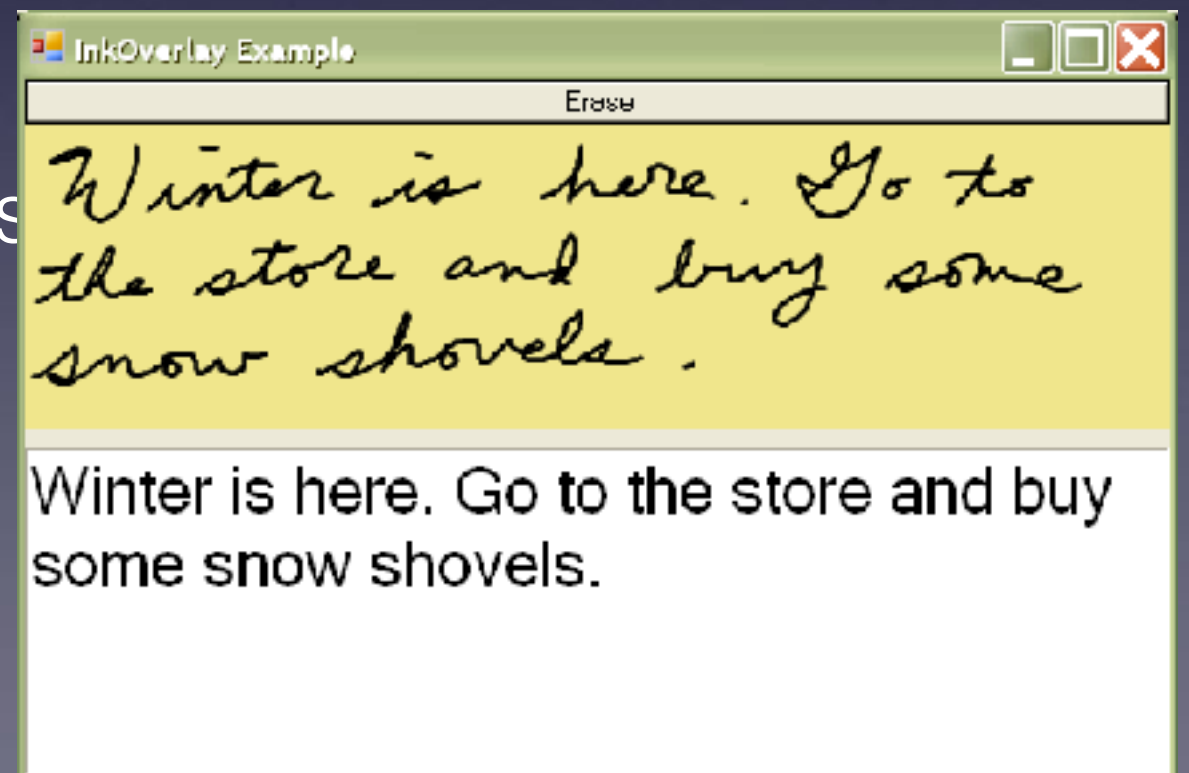 InkOverlay Example
Erase
Winter is here. Go to
the store and buy some
snow shovels.
Winter is here. Go to the store and buy
some snow shovels.